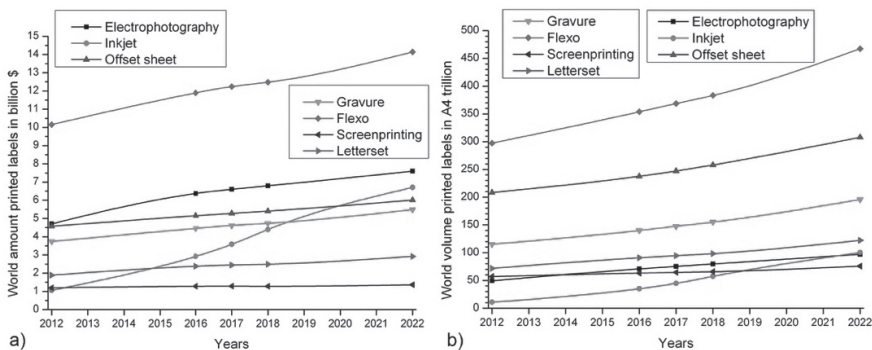 Electrophotography
Inkjet
Offset sheet
Gravure
Flexo
Screenprinting
Letterset
World amount printed labels in billion $
15
14
13
12
11
10
9
8
7
6
5
4
3
2
1
0
2012 2013 2014 2015 2016 2017 2018 2019 2020 2021 2022
Years
a)
Gravure
Flexo
Screenprinting
Letterset
Electrophotography
Inkjet
Offset sheet
World volume printed labels in A4 trillion
500
450
400
350
300
250
200
150
100
50
0
2012 2013 2014 2015 2016 2017 2018 2019 2020 2021 2022
Years
b)